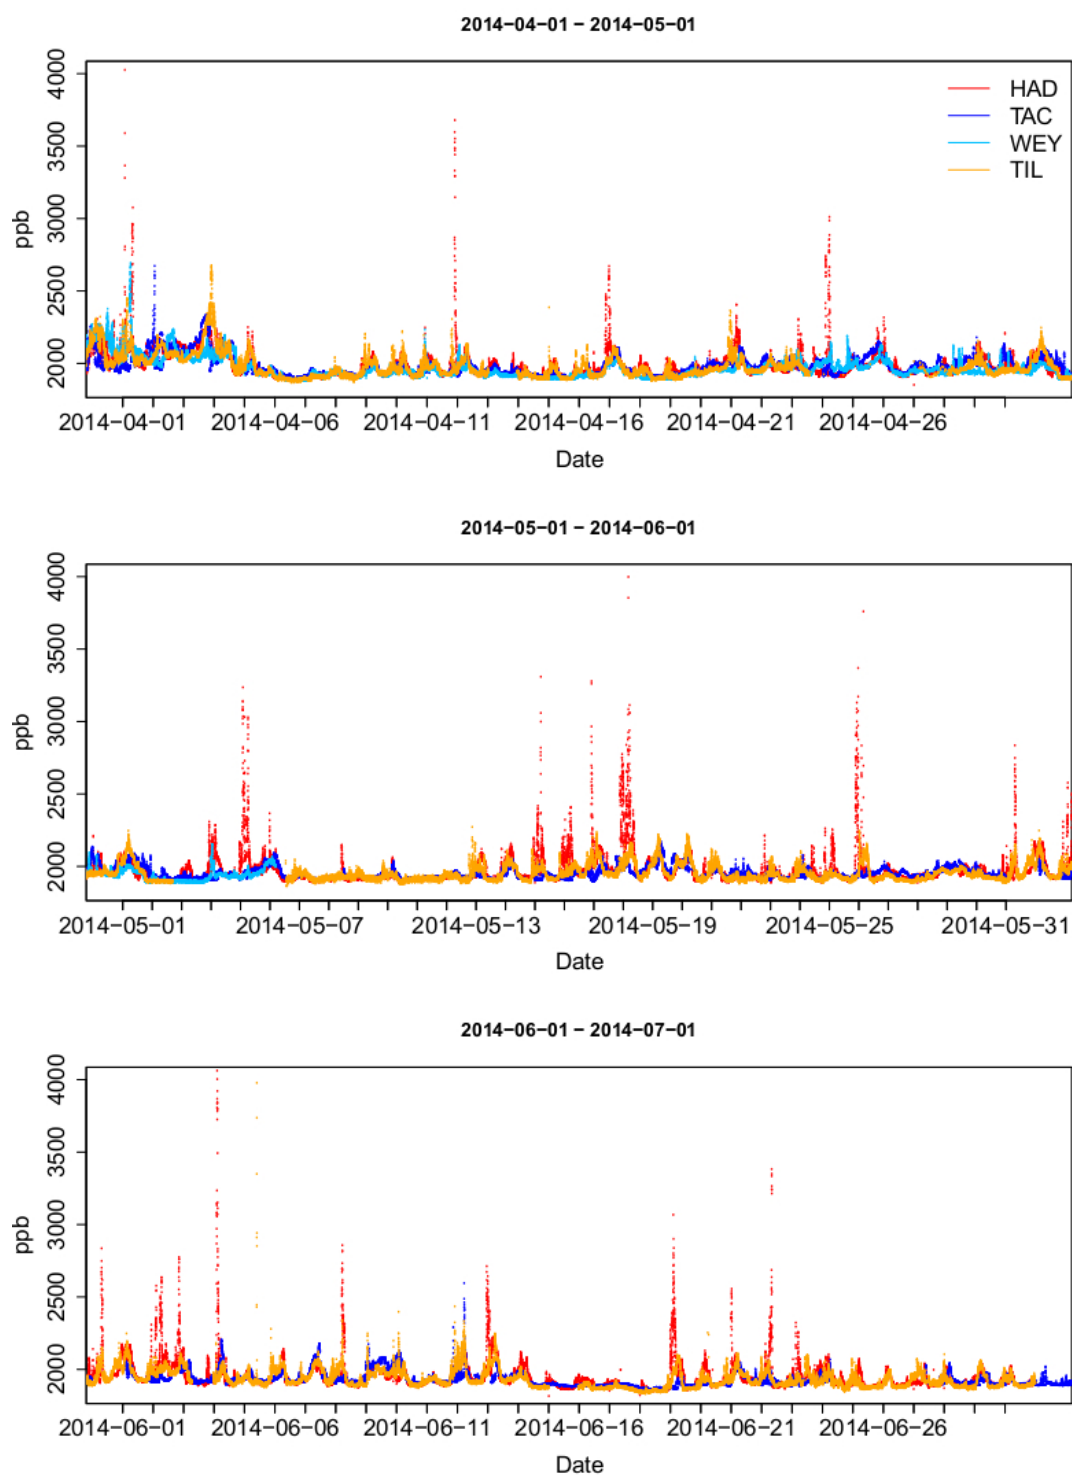 2014−04−01 − 2014−05−01
4000
3500
3000
2500
2000
ppb
HAD
TAC
WEY
TIL
2014−04−01 2014−04−06 2014−04−11 2014−04−16 2014−04−21 2014−04−26
Date
2014−05−01 − 2014−06−01
4000
3500
3000
2500
2000
ppb
2014−05−01 2014−05−07 2014−05−13 2014−05−19 2014−05−25 2014−05−31
Date
2014−06−01 − 2014−07−01
4000
3500
3000
2500
2000
ppb
2014−06−01 2014−06−06 2014−06−11 2014−06−16 2014−06−21 2014−06−26
Date